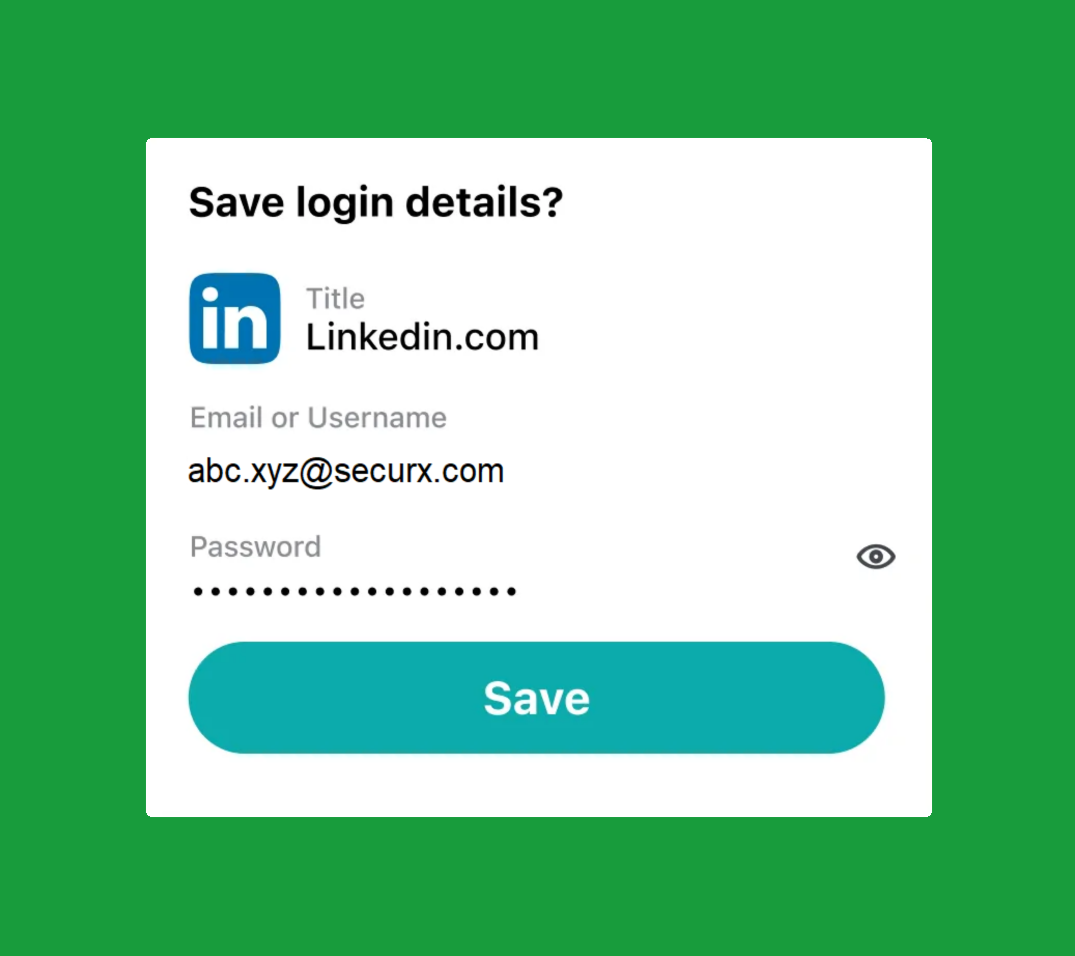 Save login details?
in
Title
Linkedin.com
Email or Username
abc.xyz@securx.com
Password
•••••••••••••••••••
Save